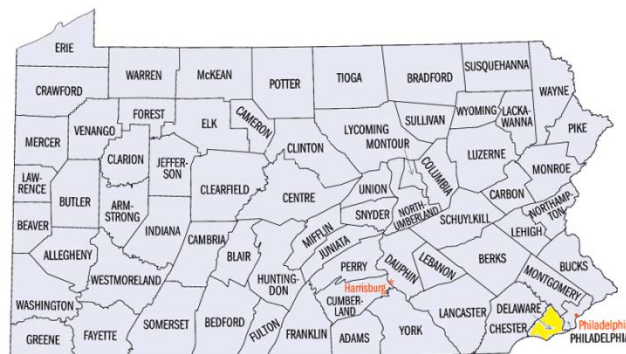 ERIE
CRAWFORD
WARREN
McKEAN
POTTER
TIOGA
BRADFORD
SUSQUEHANNA
WAYNE
WYOMING
LACKA-
WANNA
PIKE
MERCER
VENANGO
FOREST
ELK
CAMERON
CLINTON
LYCOMING
SULLIVAN
MONTOUR
COLUMBIA
LUZERNE
MONROE
LAW-
RENCE
BUTLER
CLARION
JEFFER-
SON
CLEARFIELD
CENTRE
UNION
SNYDER
NORTH-
UMBERLAND
SCHUYLKILL
CARBON
NORTHAMP-
TON
LEHIGH
BEAVER
ARM-
STRONG
INDIANA
CAMBRIA
BLAIR
MIFFLIN
JUNIATA
ALLEGHENY
WESTMORELAND
HUNTING-
DON
PERRY
DAUPHIN
LEBANON
BERKS
BUCKS
MONTGOMERY
Harrisburg
WASHINGTON
CUMBER-
LAND
LANCASTER
DELAWARE
CHESTER
Philadelphi
PHILADELPHI
GREENE
FAYETTE
SOMERSET
BEDFORD
FULTON
FRANKLIN
ADAMS
YORK